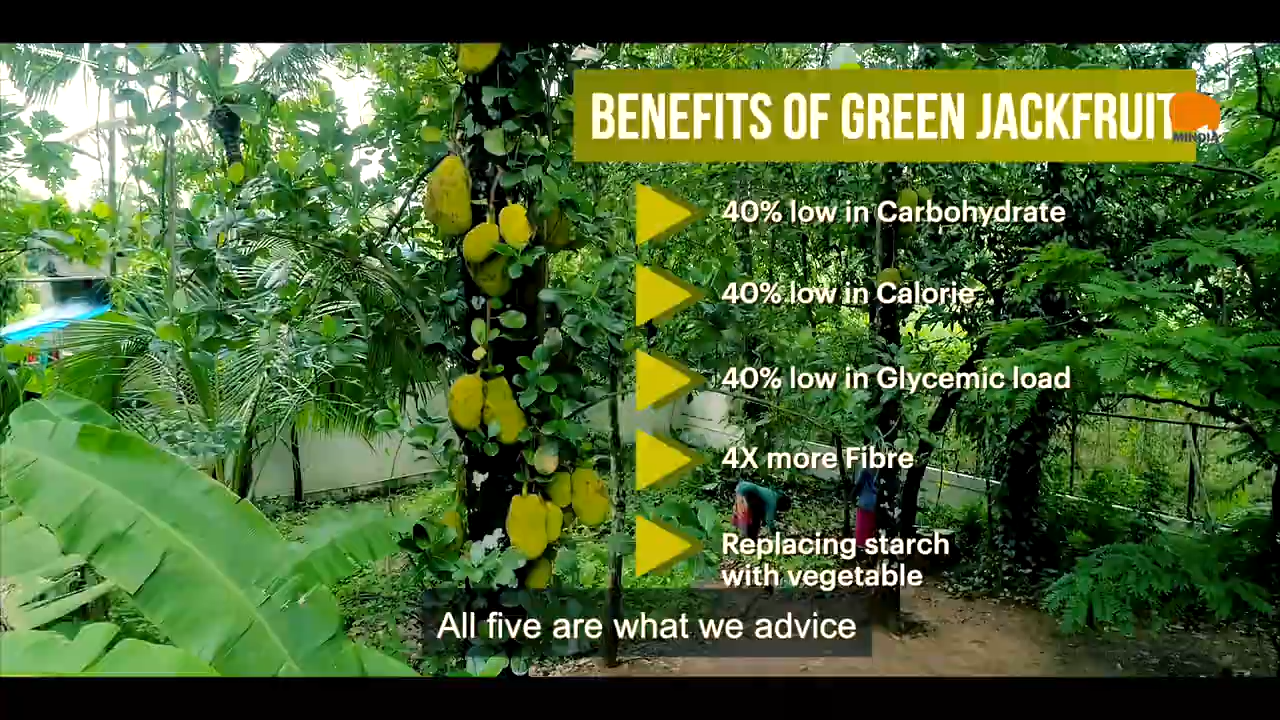 BENEFITS OF GREEN JACKFRUIT
MINDIA
40% low in Carbohydrate
40% low in Calorie
40% low in Glycemic load
4X more Fibre
Replacing starch
with vegetable
All five are what we advice